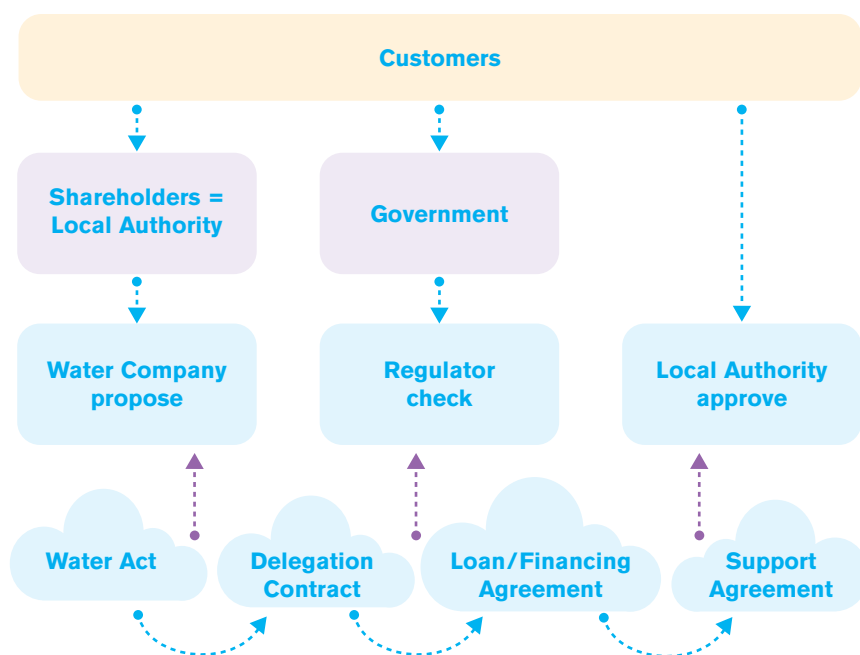 Customers
Shareholders =
Local Authority
Government
Water Company
propose
Regulator
check
Local Authority
approve
Water Act
Delegation
Contract
Loan/Financing
Agreement
Support
Agreement